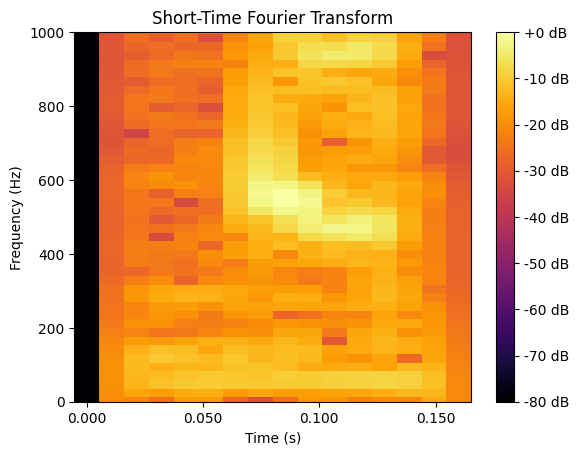 Short-Time Fourier Transform
1000
800
600
400
200
0
Frequency (Hz)
0.000
0.050
0.100
0.150
Time (s)
+0 dB
-10 dB
-20 dB
-30 dB
-40 dB
-50 dB
-60 dB
-70 dB
-80 dB